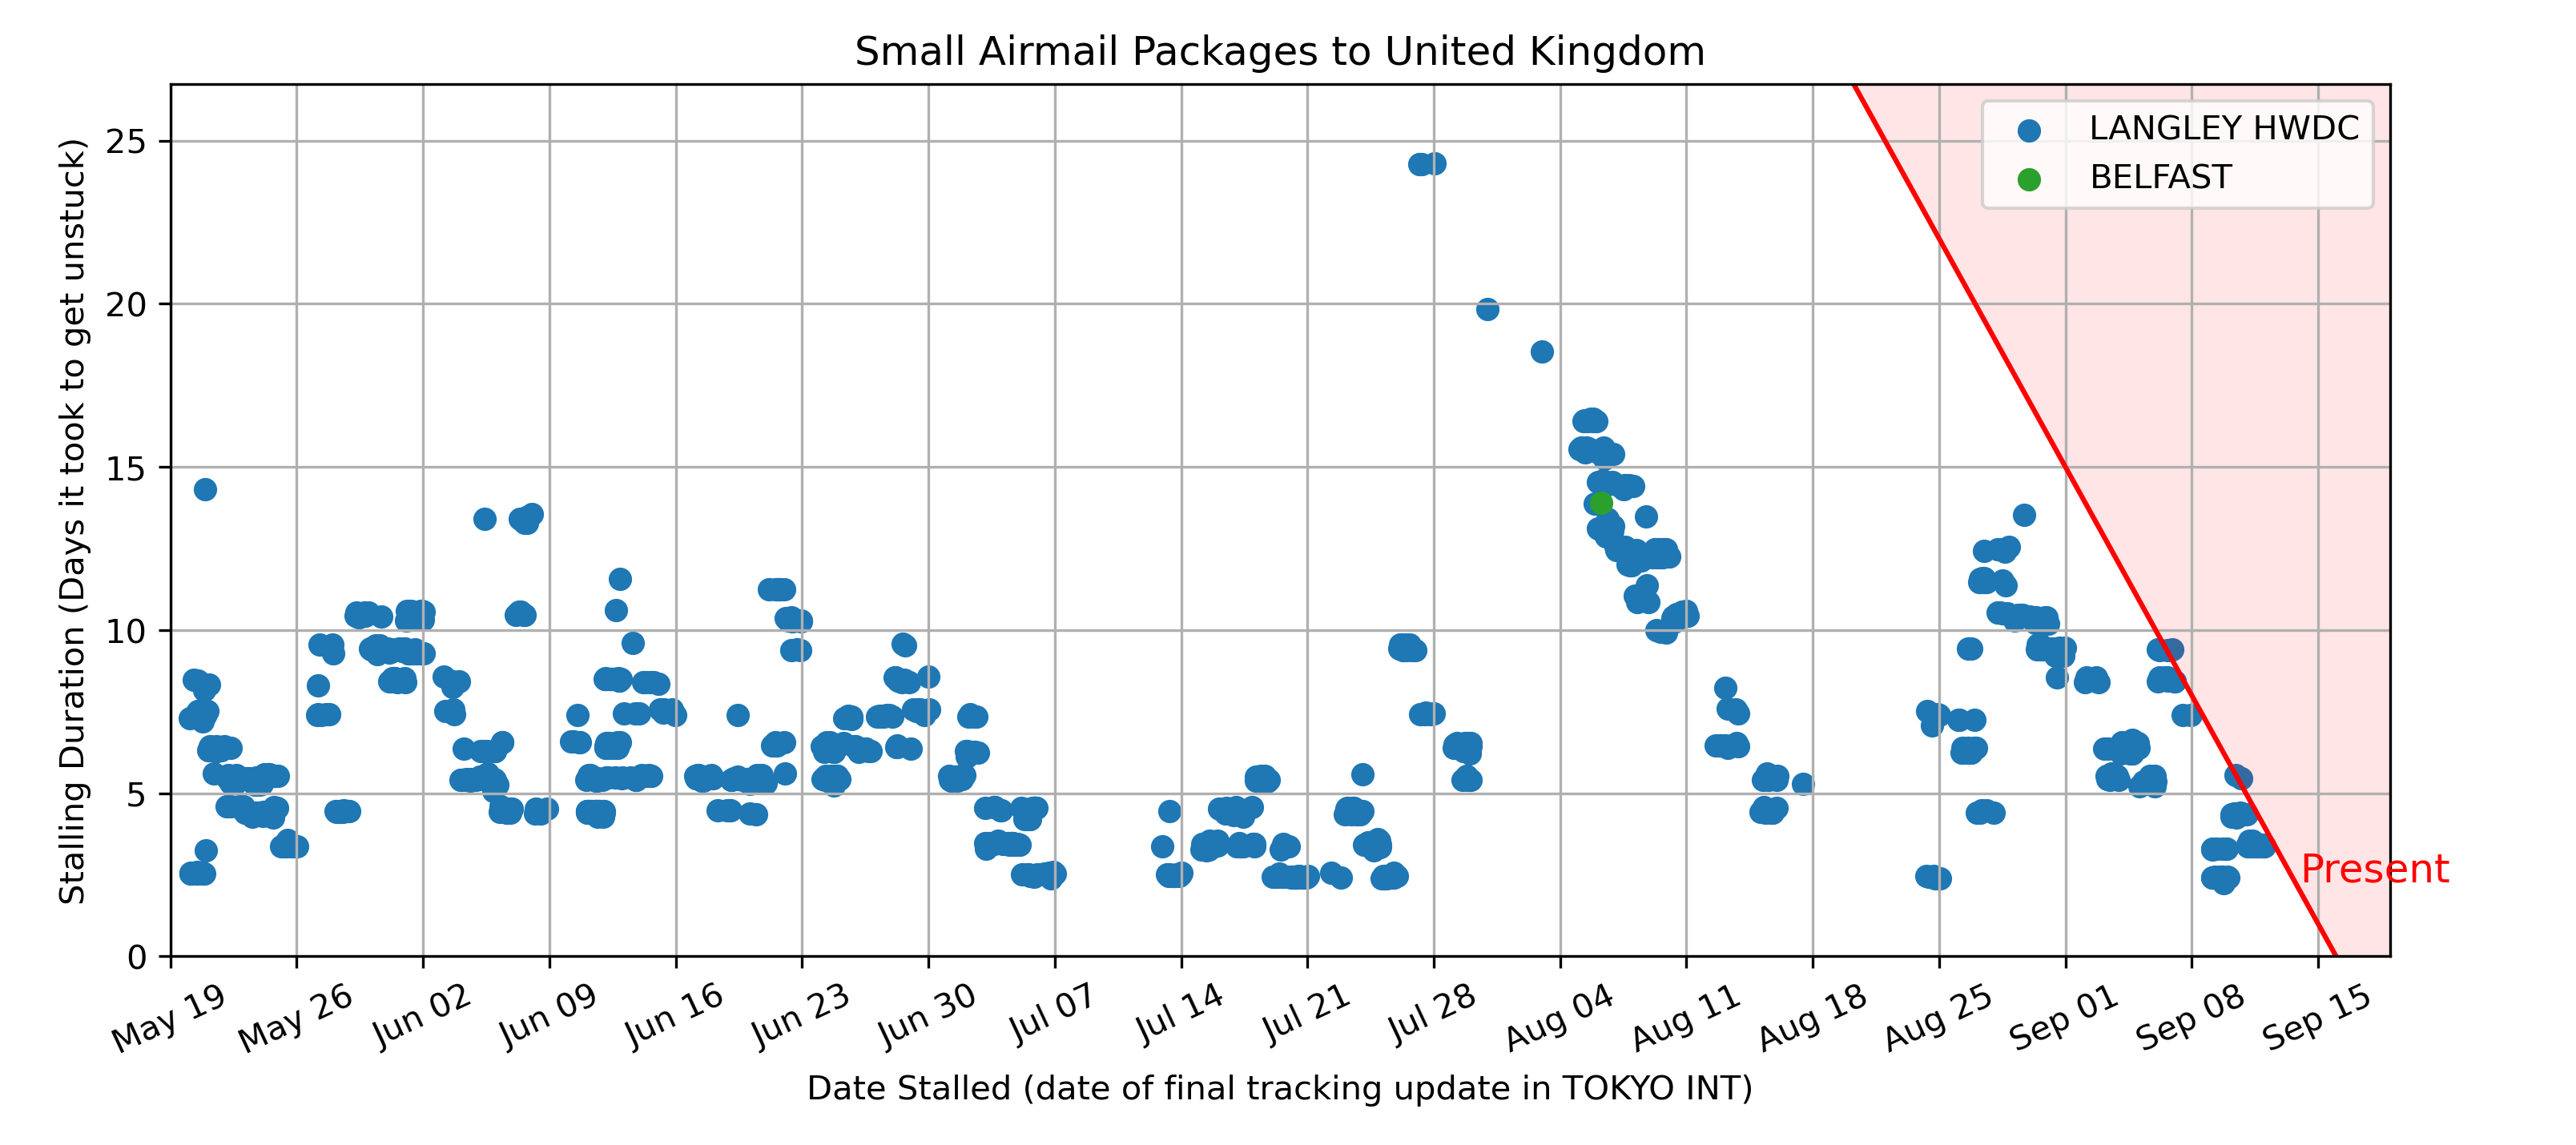 Small Airmail Packages to United Kingdom
LANGLEY HWDC
BELFAST
Stalling Duration (Days it took to get unstuck)
25
20
15
10
5
0
Present
May 19
May 26
Jun 02
Jun 09
Jun 16
Jun 23
Jun 30
Jul 07
Jul 14
Jul 21
Jul 28
Aug 04
Aug 11
Aug 18
Aug 25
Sep 01
Sep 08
Sep 15
Date Stalled (date of final tracking update in TOKYO INT)